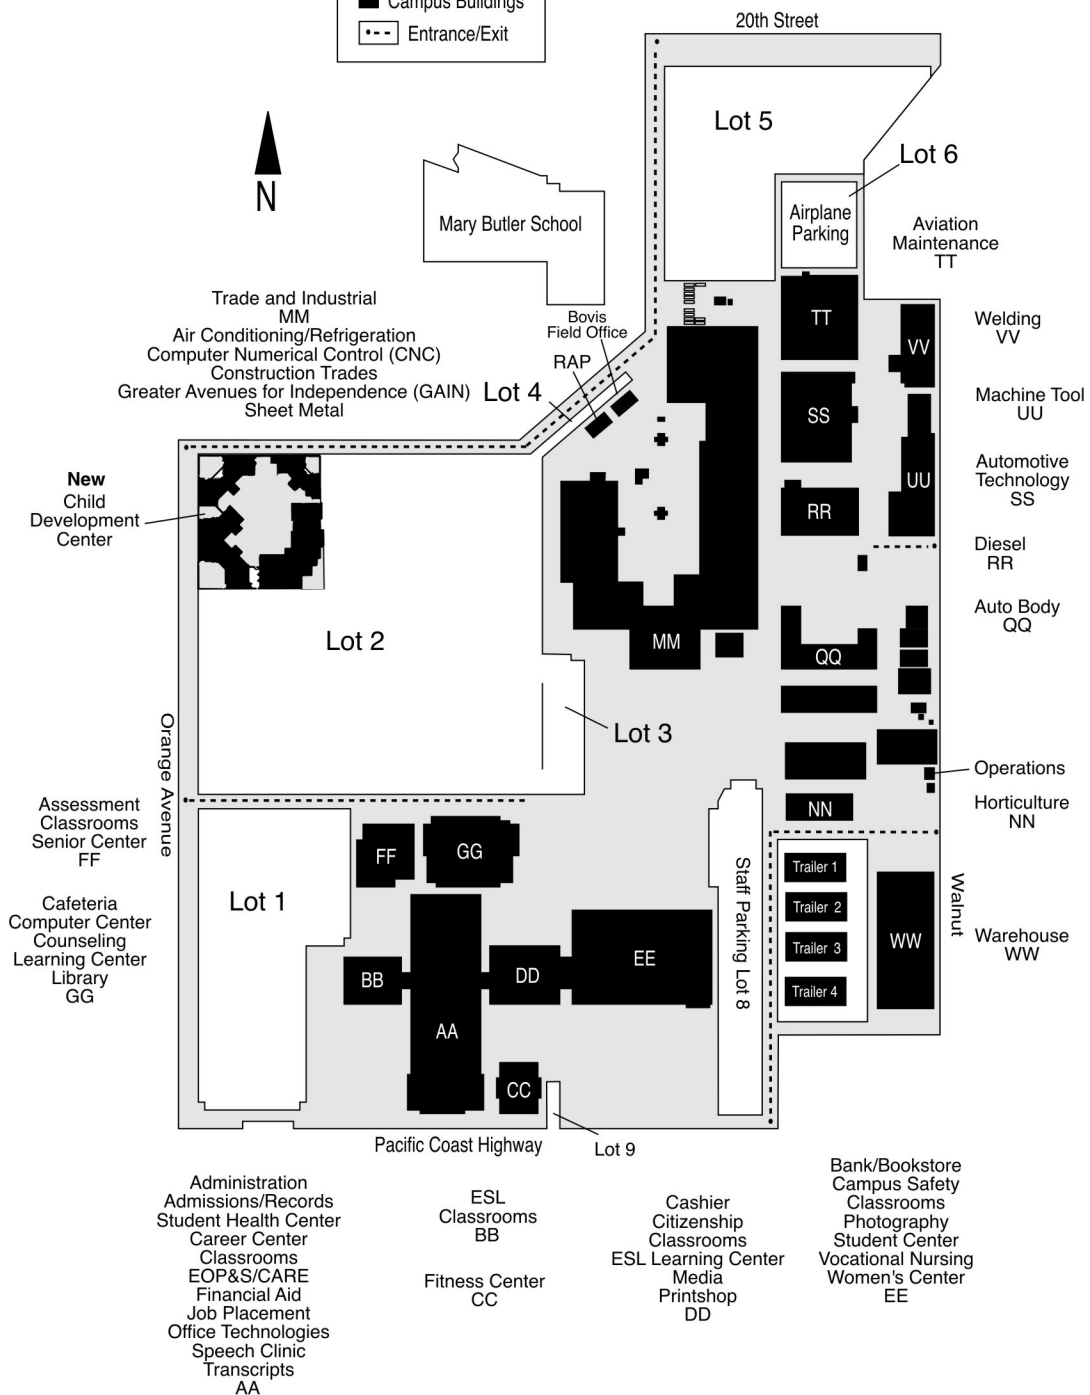 Campus Buildings
Entrance/Exit
20th Street
Lot 5
Lot 6
N
Mary Butler School
Airplane
Parking
Aviation
Maintenance
TT
Trade and Industrial
MM
Air Conditioning/Refrigeration
Computer Numerical Control (CNC)
Construction Trades
Greater Avenues for Independence (GAIN)
Sheet Metal
Bovis
Field Office
RAP
Lot 4
TT
VV
Welding
VV
SS
Machine Tool
UU
New
Child
Development
Center
UU
Automotive
Technology
SS
RR
Diesel
RR
Auto Body
QQ
Lot 2
MM
QQ
Lot 3
Orange Avenue
Operations
Horticulture
NN
NN
Assessment
Classrooms
Senior Center
FF
FF
GG
Staff Parking Lot 8
Trailer 1
Trailer 2
Trailer 3
Trailer 4
Walnut
Cafeteria
Computer Center
Counseling
Learning Center
Library
GG
Lot 1
WW
Warehouse
WW
BB
DD
EE
AA
CC
Pacific Coast Highway
Lot 9
Administration
Admissions/Records
Student Health Center
Career Center
Classrooms
EOP&S/CARE
Financial Aid
Job Placement
Office Technologies
Speech Clinic
Transcripts
AA
ESL
Classrooms
BB
Fitness Center
CC
Cashier
Citizenship
Classrooms
ESL Learning Center
Media
Printshop
DD
Bank/Bookstore
Campus Safety
Classrooms
Photography
Student Center
Vocational Nursing
Women's Center
EE